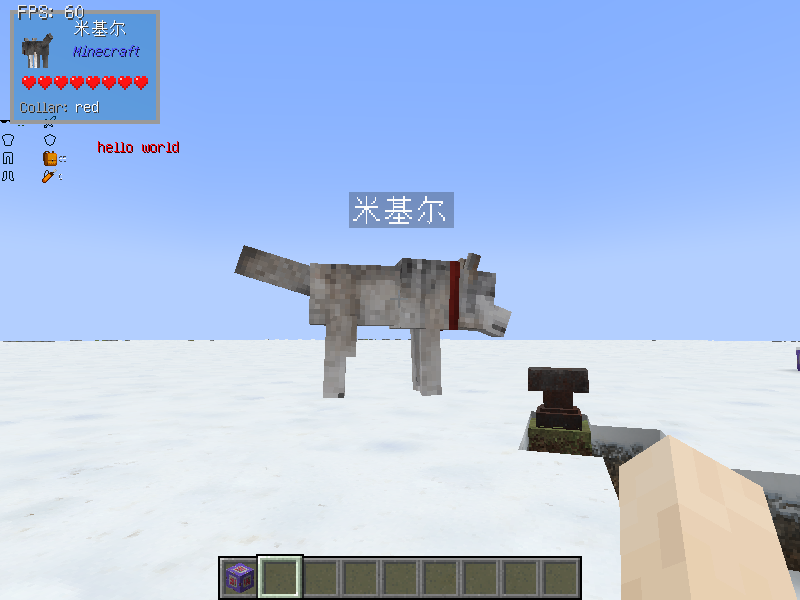 FPS: 60
米基尔
Minecraft
Collar: red
hello world
米基尔